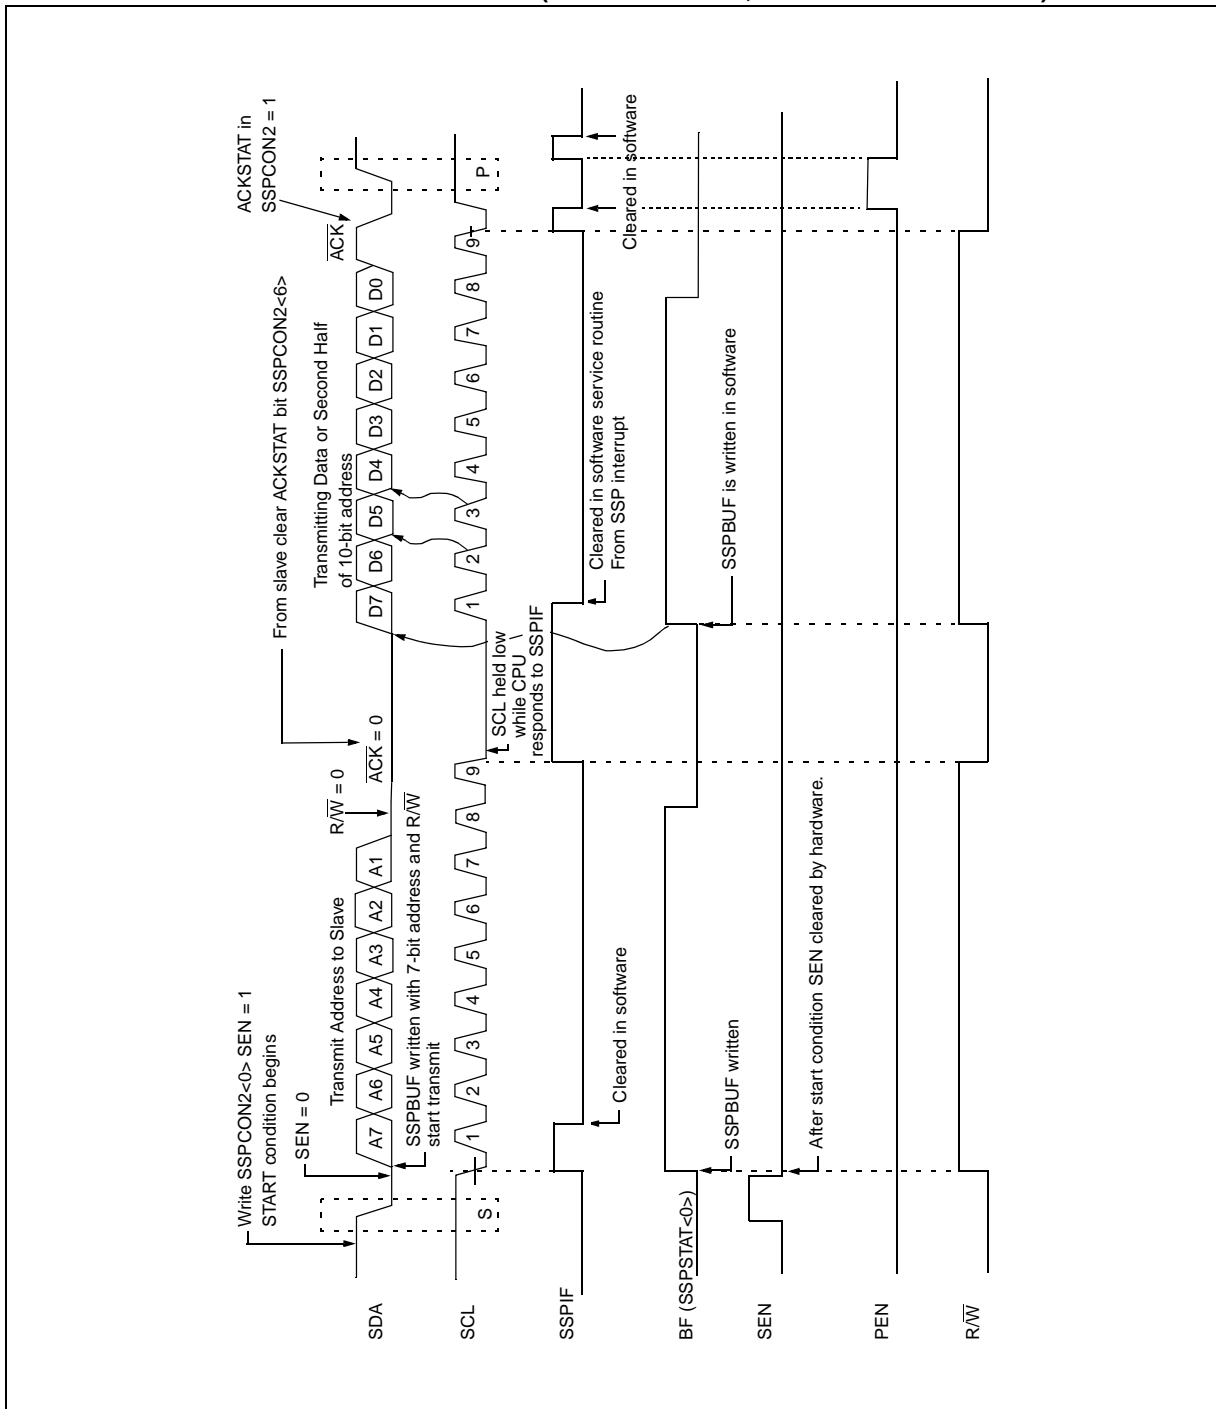 Write SSPCON2<0> SEN = 1
START condition begins
SEN = 0
Transmit Address to Slave
R/W = 0
ACK = 0
From slave clear ACKSTAT bit SSPCON2<6>
Transmitting Data or Second Half
of 10-bit address
ACK
ACKSTAT in
SSPCON2 = 1
SDA
A7 A6 A5 A4 A3 A2 A1
D7 D6 D5 D4 D3 D2 D1 D0
SSPBUF written with 7-bit address and R/W
start transmit
SCL
S
1 2 3 4 5 6 7 8 9
1 2 3 4 5 6 7 8 9
P
SCL held low
while CPU
responds to SSPIF
SSPIF
Cleared in software
Cleared in software service routine
From SSP interrupt
Cleared in software
BF (SSPSTAT<0>)
SSPBUF written
SSPBUF is written in software
SEN
After start condition SEN cleared by hardware.
PEN
R/W